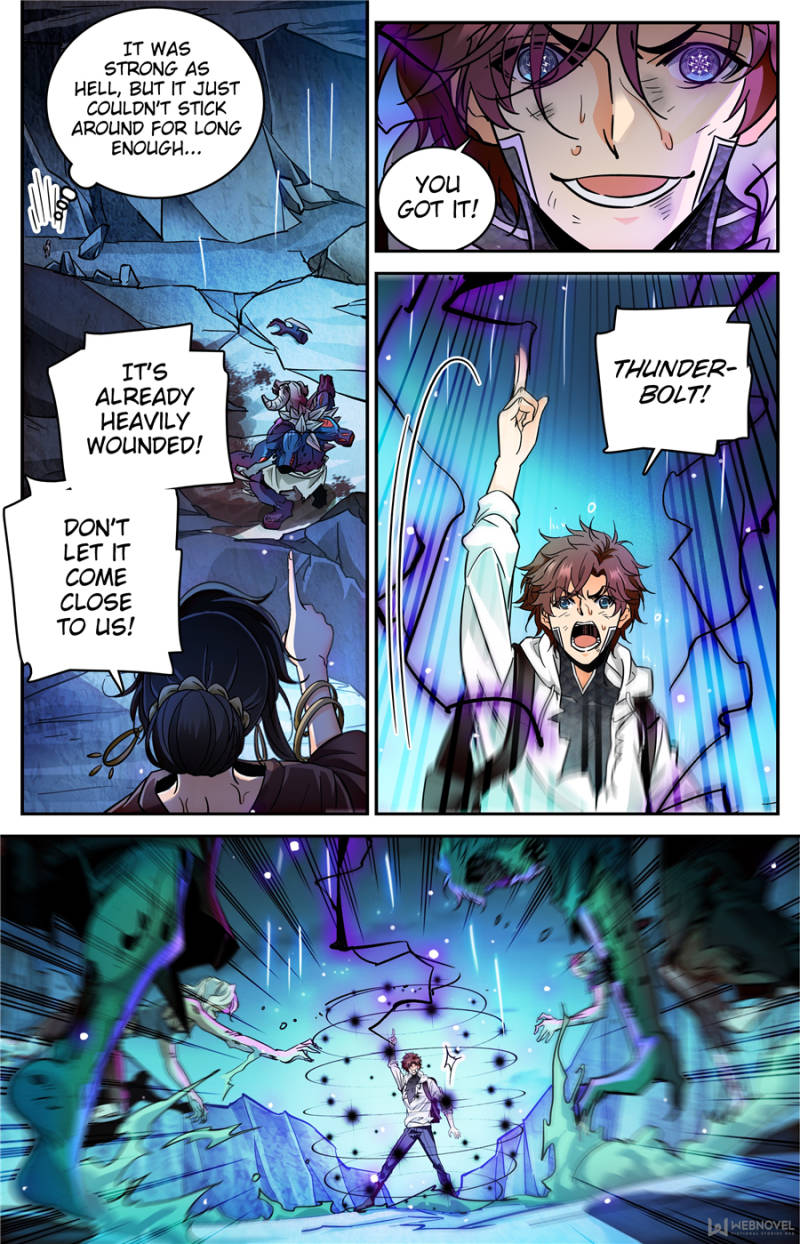 IT WAS
STRONG AS
HELL, BUT IT JUST
COULDN'T STICK
AROUND FOR LONG
ENOUGH...
IT'S
ALREADY
HEAVILY
WOUNDED!
DON'T
LET IT
COME
CLOSE
TO US!
YOU
GOT IT!
THUNDER-
BOLT!
WEBNOVEL